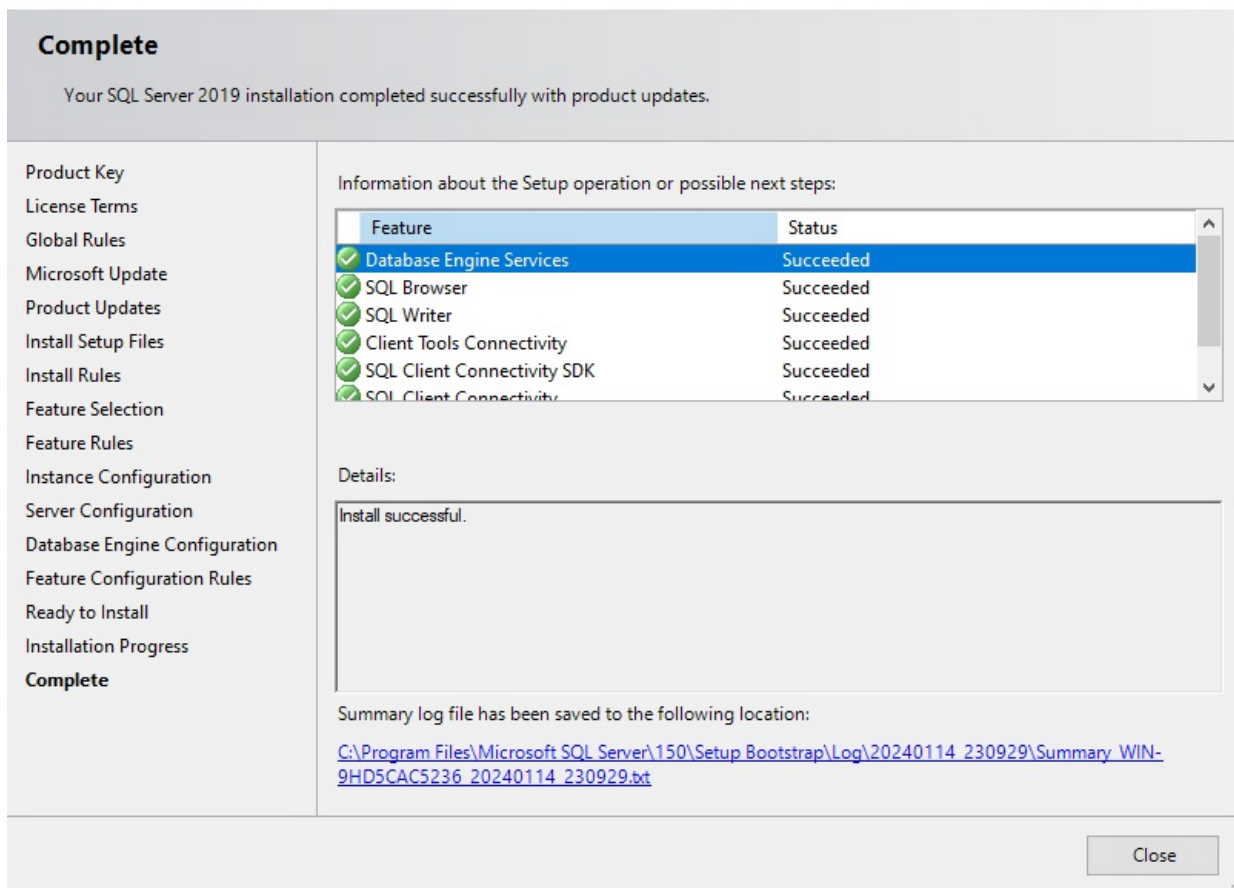 Complete
Your SQL Server 2019 installation completed successfully with product updates.
Product Key
License Terms
Global Rules
Microsoft Update
Product Updates
Install Setup Files
Install Rules
Feature Selection
Feature Rules
Instance Configuration
Server Configuration
Database Engine Configuration
Feature Configuration Rules
Ready to Install
Installation Progress
Complete
Information about the Setup operation or possible next steps:
Feature Status
Database Engine Services Succeeded
SQL Browser Succeeded
SQL Writer Succeeded
Client Tools Connectivity Succeeded
SQL Client Connectivity SDK Succeeded
SQL Client Connectivity Succeeded
Details:
Install successful.
Summary log file has been saved to the following location:
C:\Program Files\Microsoft SQL Server\150\Setup Bootstrap\Log\20240114_230929\Summary_WIN-
9HD5CAC5236_20240114_230929.txt
Close